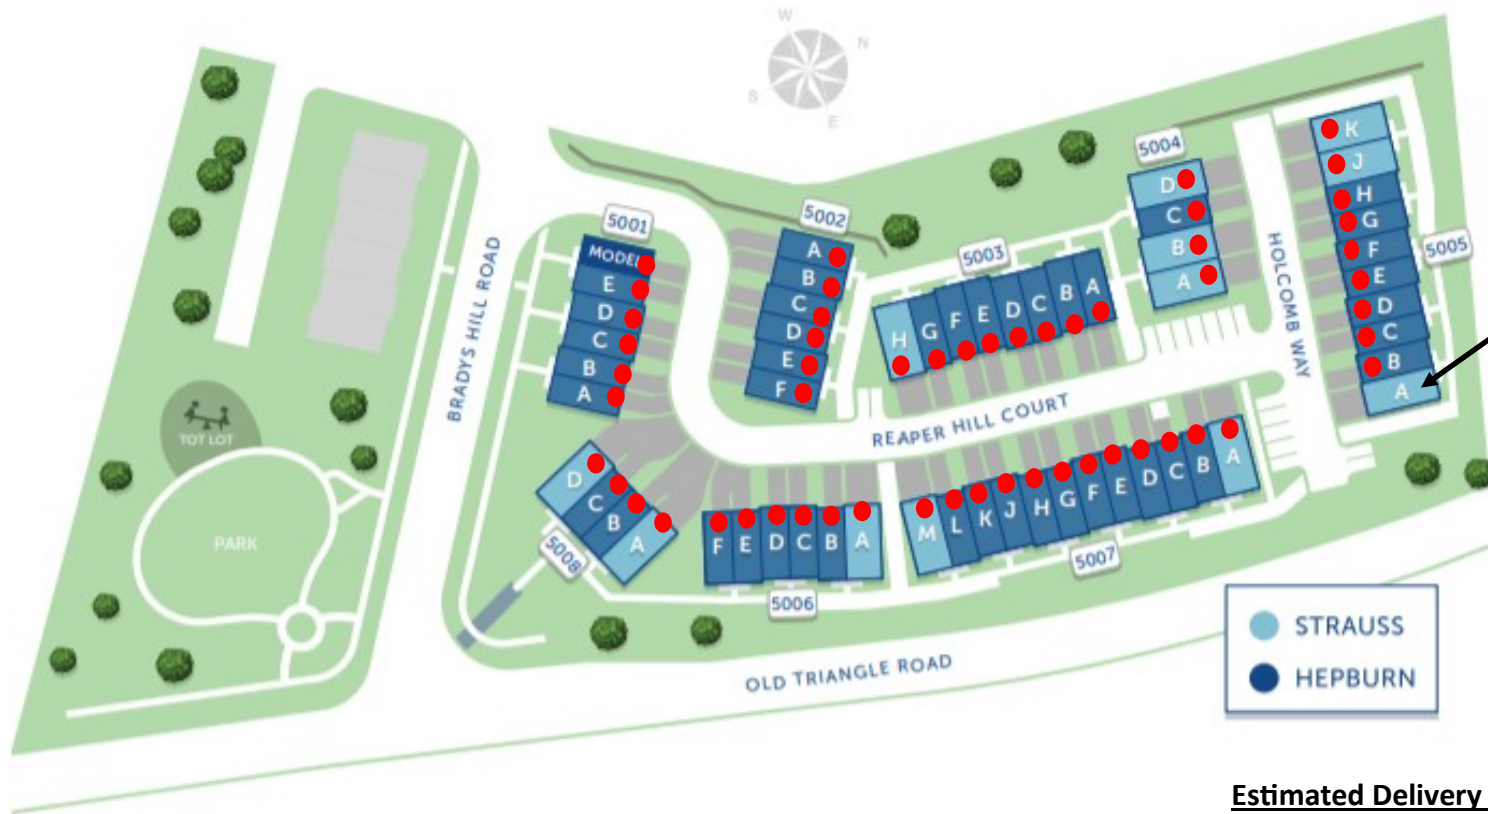 W
N
S
E
5001
MODEL
E
D
C
B
A
5002
A
B
C
D
E
F
5003
H G F E D C B A
5004
D
C
B
A
5005
K
J
H
G
F
E
D
C
B
A
BRADYS HILL ROAD
HOLCOMB WAY
REAPER HILL COURT
TOT LOT
PARK
D
C
B
A
5008
F E D C B A
5006
M L K J H G F E D C B A
5007
OLD TRIANGLE ROAD
STRAUSS
HEPBURN
Estimated Delivery